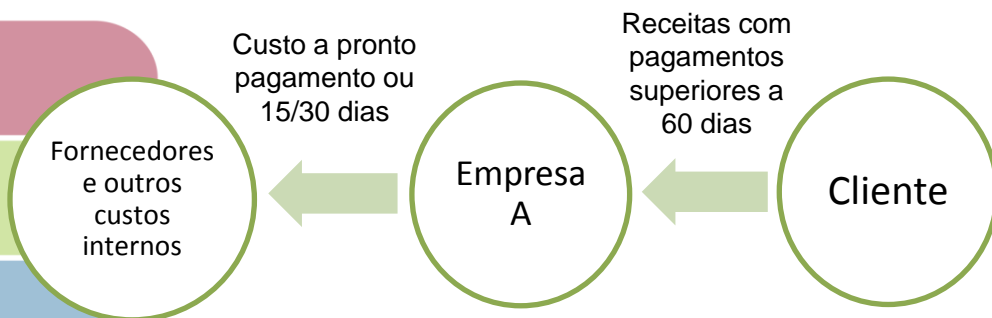 Custo a pronto
pagamento ou
15/30 dias
Receitas com
pagamentos
superiores a
60 dias
Fornecedores
e outros
custos
internos
Empresa
A
Cliente